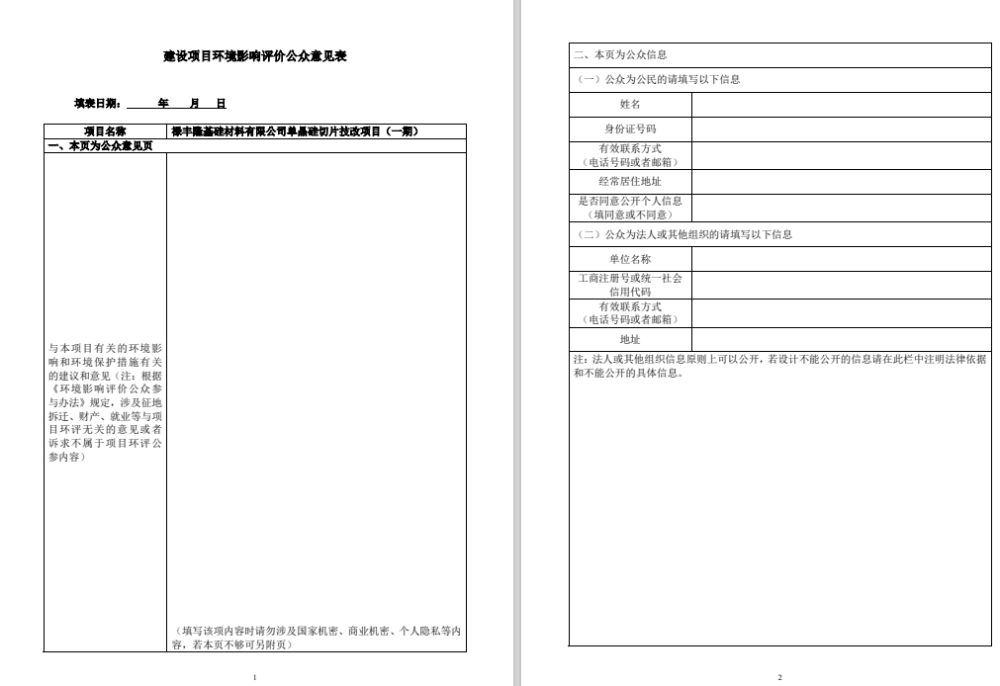 建设项目环境影响评价公众意见表
填表日期： 年 月 日
项目名称
禄丰隆基硅材料有限公司单晶硅切片技改项目（一期）
一、本页为公众意见页
与本项目有关的环境影
响和环境保护措施有关
的建议和意见（注：根据
《环境影响评价公众参
与办法》规定，涉及征地
拆迁、财产、就业等与项
目环评无关的意见或者
诉求不属于项目环评公
参内容）
（填写该项内容时请勿涉及国家机密、商业机密、个人隐私等内
容，若本页不够可另附页）
1
二、本页为公众信息
（一）公众为公民的请填写以下信息
姓名
身份证号码
有效联系方式
（电话号码或者邮箱）
经常居住地址
是否同意公开个人信息
（填同意或不同意）
（二）公众为法人或其他组织的请填写以下信息
单位名称
工商注册号或统一社会
信用代码
有效联系方式
（电话号码或者邮箱）
地址
注：法人或其他组织信息原则上可以公开，若设计不能公开的信息请在此栏中注明法律依据
和不能公开的具体信息。
2